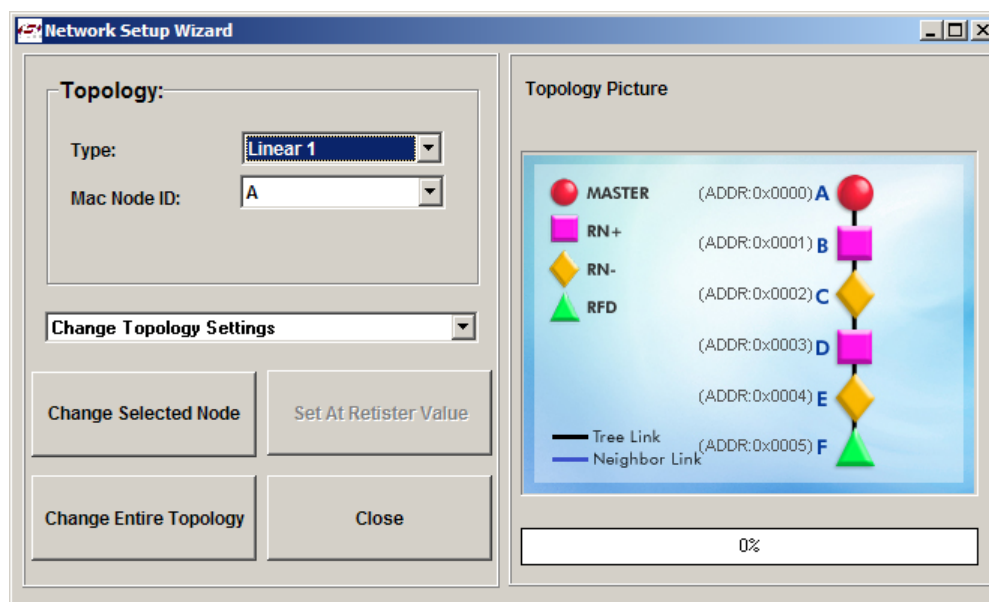 Network Setup Wizard
Topology:
Type:
Linear 1
Mac Node ID:
A
Change Topology Settings
Change Selected Node
Set At Retister Value
Change Entire Topology
Close
Topology Picture
MASTER
RN+
RN-
RFD
(ADDR:0x0000) A
(ADDR:0x0001) B
(ADDR:0x0002) C
(ADDR:0x0003) D
(ADDR:0x0004) E
(ADDR:0x0005) F
Tree Link
Neighbor Link
0%